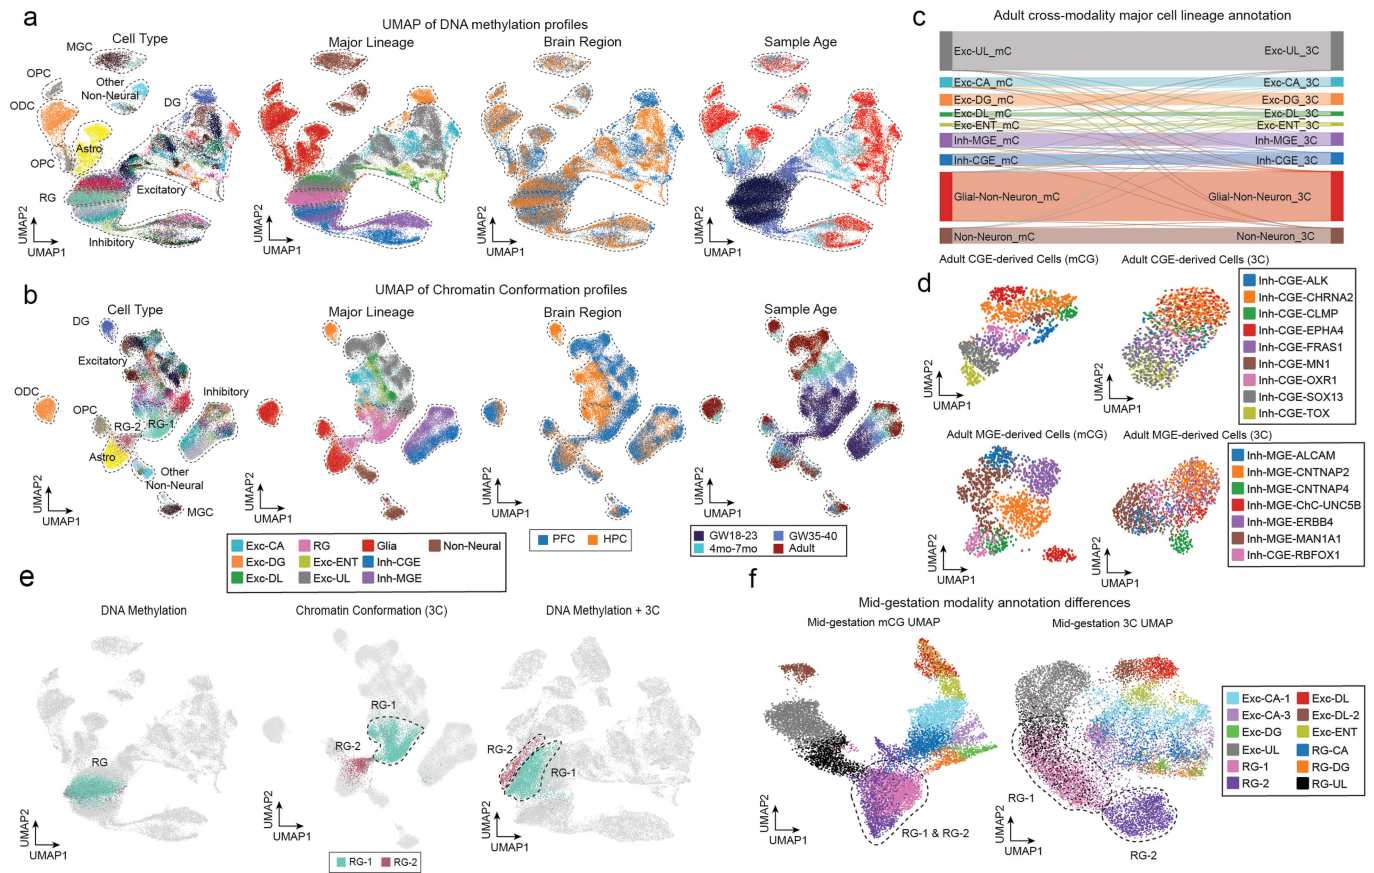 a
UMAP of DNA methylation profiles
Cell Type
Major Lineage
Brain Region
Sample Age
MGC
OPC
Other
Non-Neural
ODC
DG
Astro
OPC
Excitatory
RG
Inhibitory
UMAP2
UMAP1
UMAP2
UMAP1
UMAP2
UMAP1
UMAP2
UMAP1
b
UMAP of Chromatin Conformation profiles
Cell Type
Major Lineage
Brain Region
Sample Age
DG
Excitatory
Inhibitory
ODC
OPC
RG-2
RG-1
Astro
Other
Non-Neural
MGC
UMAP2
UMAP1
UMAP2
UMAP1
UMAP2
UMAP1
UMAP2
UMAP1
Exc-CA
RG
Glia
Non-Neural
Exc-DG
Exc-ENT
Inh-CGE
Exc-DL
Exc-UL
Inh-MGE
PFC
HPC
GW18-23
GW35-40
4mo-7mo
Adult
c
Adult cross-modality major cell lineage annotation
Exc-UL_mC
Exc-UL_3C
Exc-CA_mC
Exc-CA_3C
Exc-DG_mC
Exc-DG_3C
Exc-DL_mC
Exc-DL_3C
Exc-ENT_mC
Exc-ENT_3C
Inh-MGE_mC
Inh-MGE_3C
Inh-CGE_mC
Inh-CGE_3C
Glial-Non-Neuron_mC
Glial-Non-Neuron_3C
Non-Neuron_mC
Non-Neuron_3C
d
Adult CGE-derived Cells (mCG)
Adult CGE-derived Cells (3C)
UMAP2
UMAP1
UMAP2
UMAP1
Inh-CGE-ALK
Inh-CGE-CHRNA2
Inh-CGE-CLMP
Inh-CGE-EPHA4
Inh-CGE-FRAS1
Inh-CGE-MN1
Inh-CGE-OXR1
Inh-CGE-SOX13
Inh-CGE-TOX
Adult MGE-derived Cells (mCG)
Adult MGE-derived Cells (3C)
UMAP2
UMAP1
UMAP2
UMAP1
Inh-MGE-ALCAM
Inh-MGE-CNTNAP2
Inh-MGE-CNTNAP4
Inh-MGE-ChC-UNC5B
Inh-MGE-ERBB4
Inh-MGE-MAN1A1
Inh-CGE-RBFOX1
e
DNA Methylation
Chromatin Conformation (3C)
DNA Methylation + 3C
RG
RG-1
RG-2
RG-2
RG-1
UMAP2
UMAP1
UMAP2
UMAP1
UMAP2
UMAP1
RG-1
RG-2
f
Mid-gestation modality annotation differences
Mid-gestation mCG UMAP
Mid-gestation 3C UMAP
RG-1 & RG-2
RG-1
RG-2
UMAP2
UMAP1
UMAP2
UMAP1
Exc-CA-1
Exc-DL
Exc-CA-3
Exc-DL-2
Exc-DG
Exc-ENT
Exc-UL
RG-CA
RG-1
RG-DG
RG-2
RG-UL